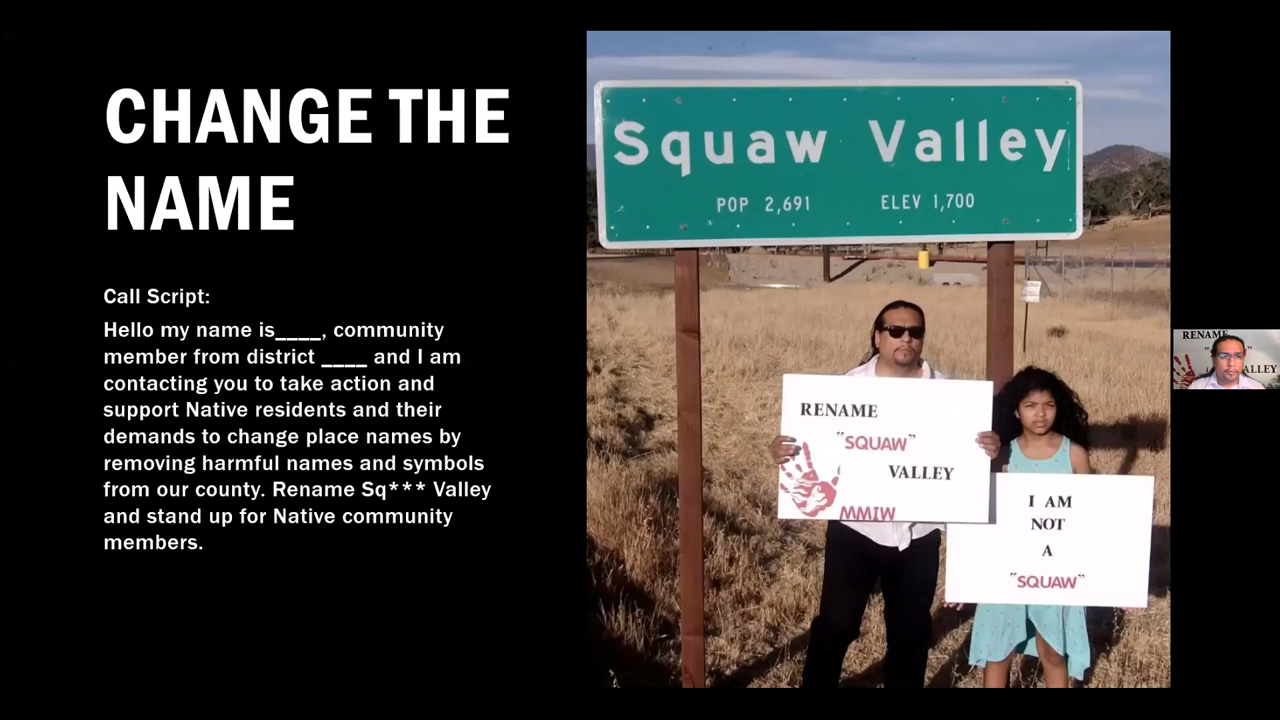 CHANGE THE
NAME
Call Script:
Hello my name is____, community
member from district ____ and I am
contacting you to take action and
support Native residents and their
demands to change place names by
removing harmful names and symbols
from our county. Rename Sq*** Valley
and stand up for Native community
members.
Squaw Valley
POP 2,691 ELEV 1,700
RENAME
"SQUAW"
VALLEY
MMIW
I AM
NOT
A
"SQUAW"
RENAME
ALLEY